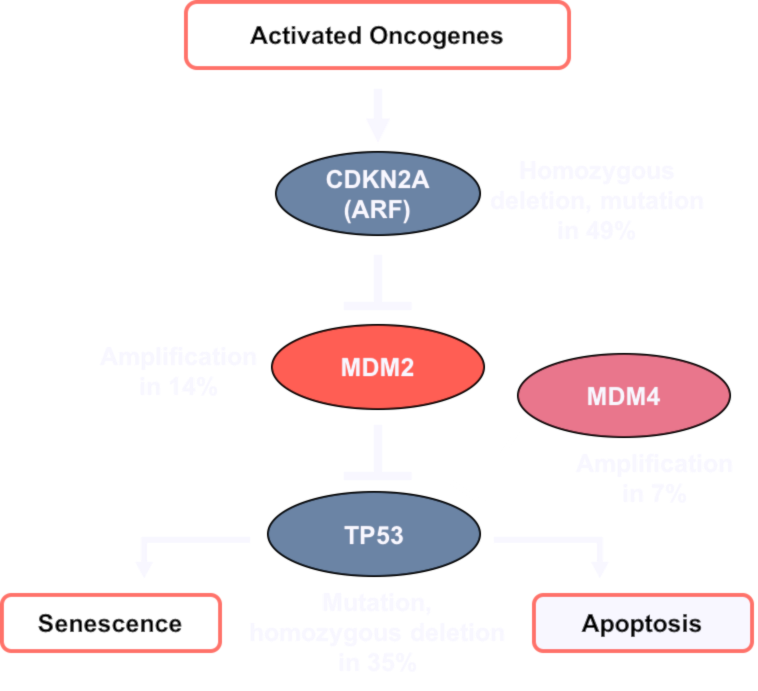 Activated Oncogenes
CDKN2A
(ARF)
Homozygous
deletion, mutation
in 49%
Amplification
in 14%
MDM2
MDM4
Amplification
in 7%
TP53
Senescence
Mutation,
homozygous deletion
in 35%
Apoptosis